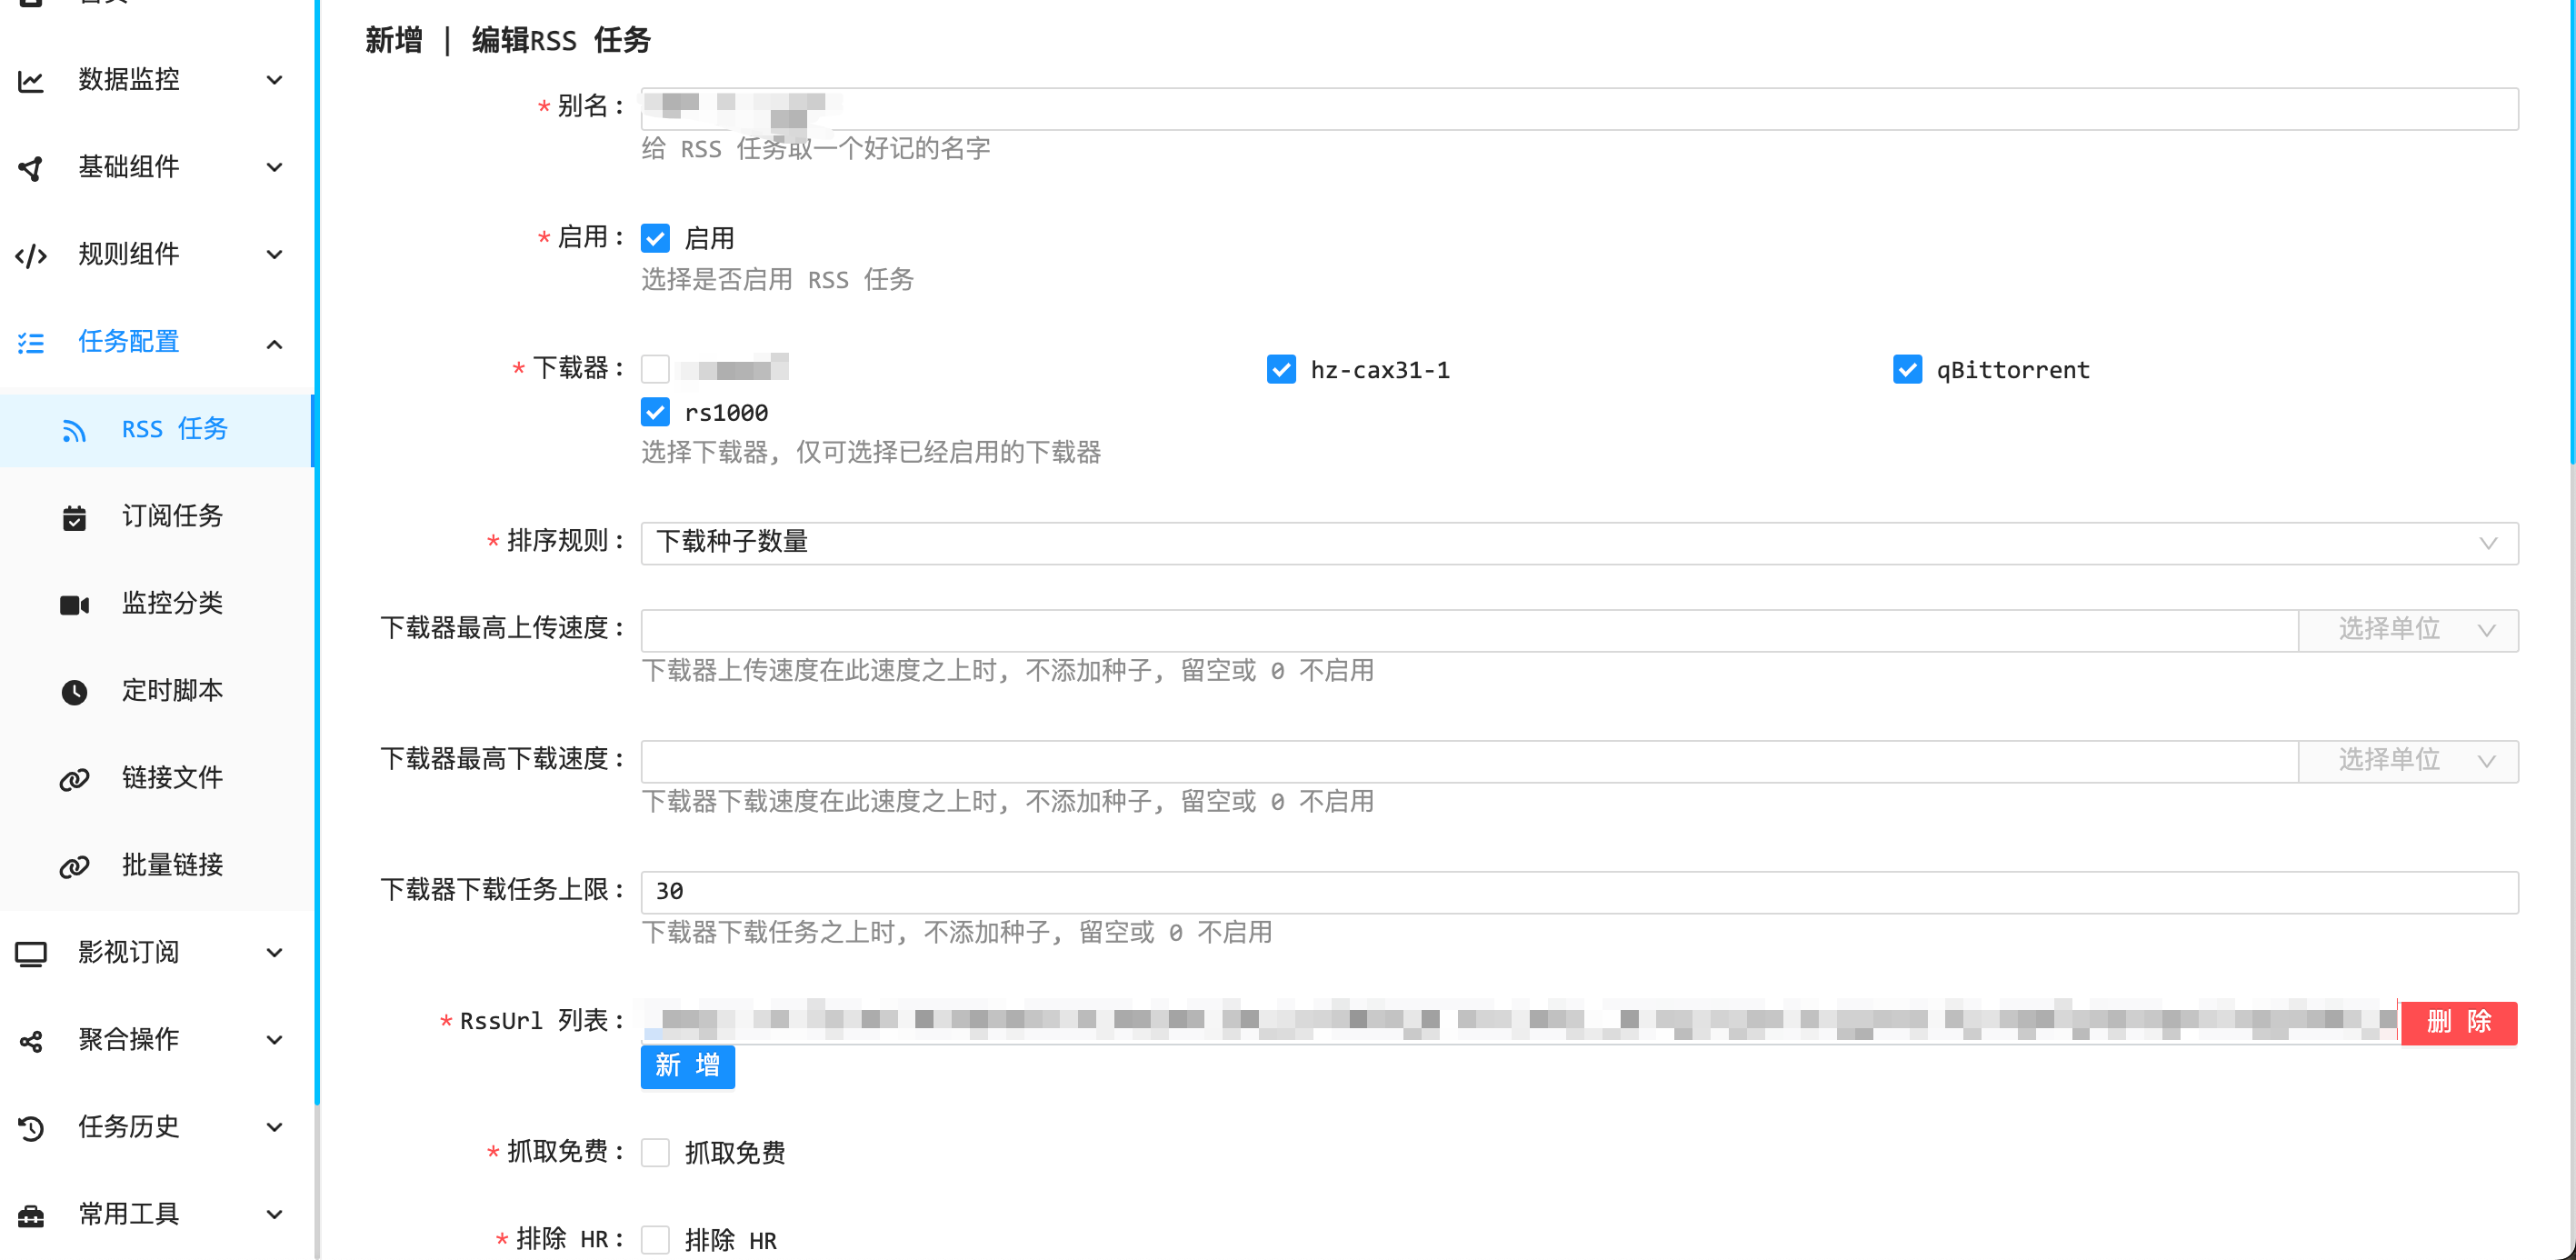 数据监控
基础组件
规则组件
任务配置
RSS 任务
订阅任务
监控分类
定时脚本
链接文件
批量链接
影视订阅
聚合操作
任务历史
常用工具
新增 | 编辑RSS 任务
* 别名:
给 RSS 任务取一个好记的名字
* 启用: 启用
选择是否启用 RSS 任务
* 下载器: hz-cax31-1 qBittorrent
rs1000
选择下载器, 仅可选择已经启用的下载器
* 排序规则: 下载种子数量
下载器最高上传速度: 选择单位
下载器上传速度在此速度之上时, 不添加种子, 留空或 0 不启用
下载器最高下载速度: 选择单位
下载器下载速度在此速度之上时, 不添加种子, 留空或 0 不启用
下载器下载任务上限: 30
下载器下载任务之上时, 不添加种子, 留空或 0 不启用
* RssUrl 列表: 删 除
新 增
* 抓取免费: 抓取免费
* 排除 HR: 排除 HR